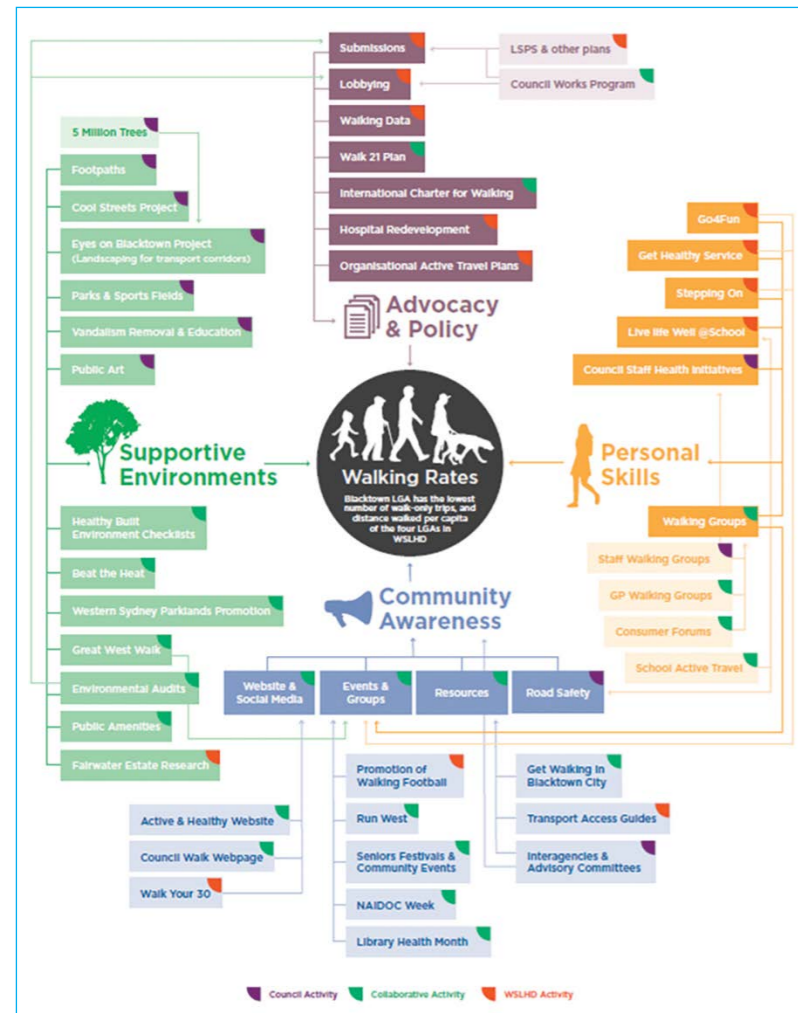 Submissions
LSPS & other plans
Lobbying
Council Works Program
Walking Data
Walk 21 Plan
International Charter for Walking
Hospital Redevelopment
Organisational Active Travel Plans
Advocacy
& Policy
5 Million Trees
Footpaths
Cool Streets Project
Eyes on Blacktown Project
(Landscaping for transport corridors)
Parks & Sports Fields
Vandalism Removal & Education
Public Art
Supportive
Environments
Go4Fun
Get Healthy Service
Stepping On
Live life Well @School
Council Staff Health Initiatives
Personal
Skills
Walking Rates
Blacktown LGA has the lowest
number of walk-only trips, and
distance walked per capita
of the four LGAs in
WSLHD
Healthy Built
Environment Checklists
Beat the Heat
Western Sydney Parklands Promotion
Great West Walk
Environmental Audits
Public Amenities
Fairwater Estate Research
Walking Groups
Staff Walking Groups
GP Walking Groups
Consumer Forums
School Active Travel
Community
Awareness
Website &
Social Media
Events &
Groups
Resources
Road Safety
Active & Healthy Website
Council Walk Webpage
Walk Your 30
Promotion of
Walking Football
Run West
Seniors Festivals &
Community Events
NAIDOC Week
Library Health Month
Get Walking in
Blacktown City
Transport Access Guides
Interagencies &
Advisory Committees
Council Activity
Collaborative Activity
WSLHD Activity